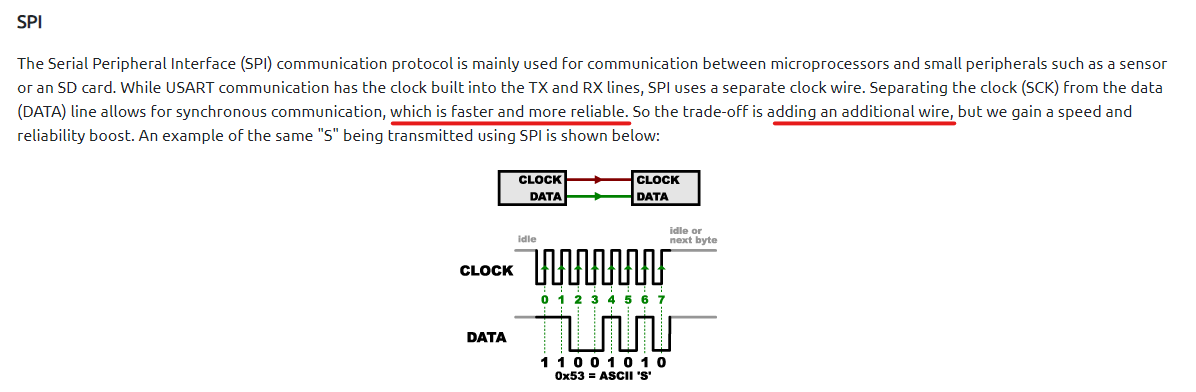 SPI
The Serial Peripheral Interface (SPI) communication protocol is mainly used for communication between microprocessors and small peripherals such as a sensor
or an SD card. While USART communication has the clock built into the TX and RX lines, SPI uses a separate clock wire. Separating the clock (SCK) from the data
(DATA) line allows for synchronous communication, which is faster and more reliable. So the trade-off is adding an additional wire, but we gain a speed and
reliability boost. An example of the same "S" being transmitted using SPI is shown below:
CLOCK CLOCK
DATA DATA
idle
idle or
next byte
CLOCK
0 1 2 3 4 5 6 7
DATA
1 1 0 0 1 0 1 0
0x53 = ASCII 'S'